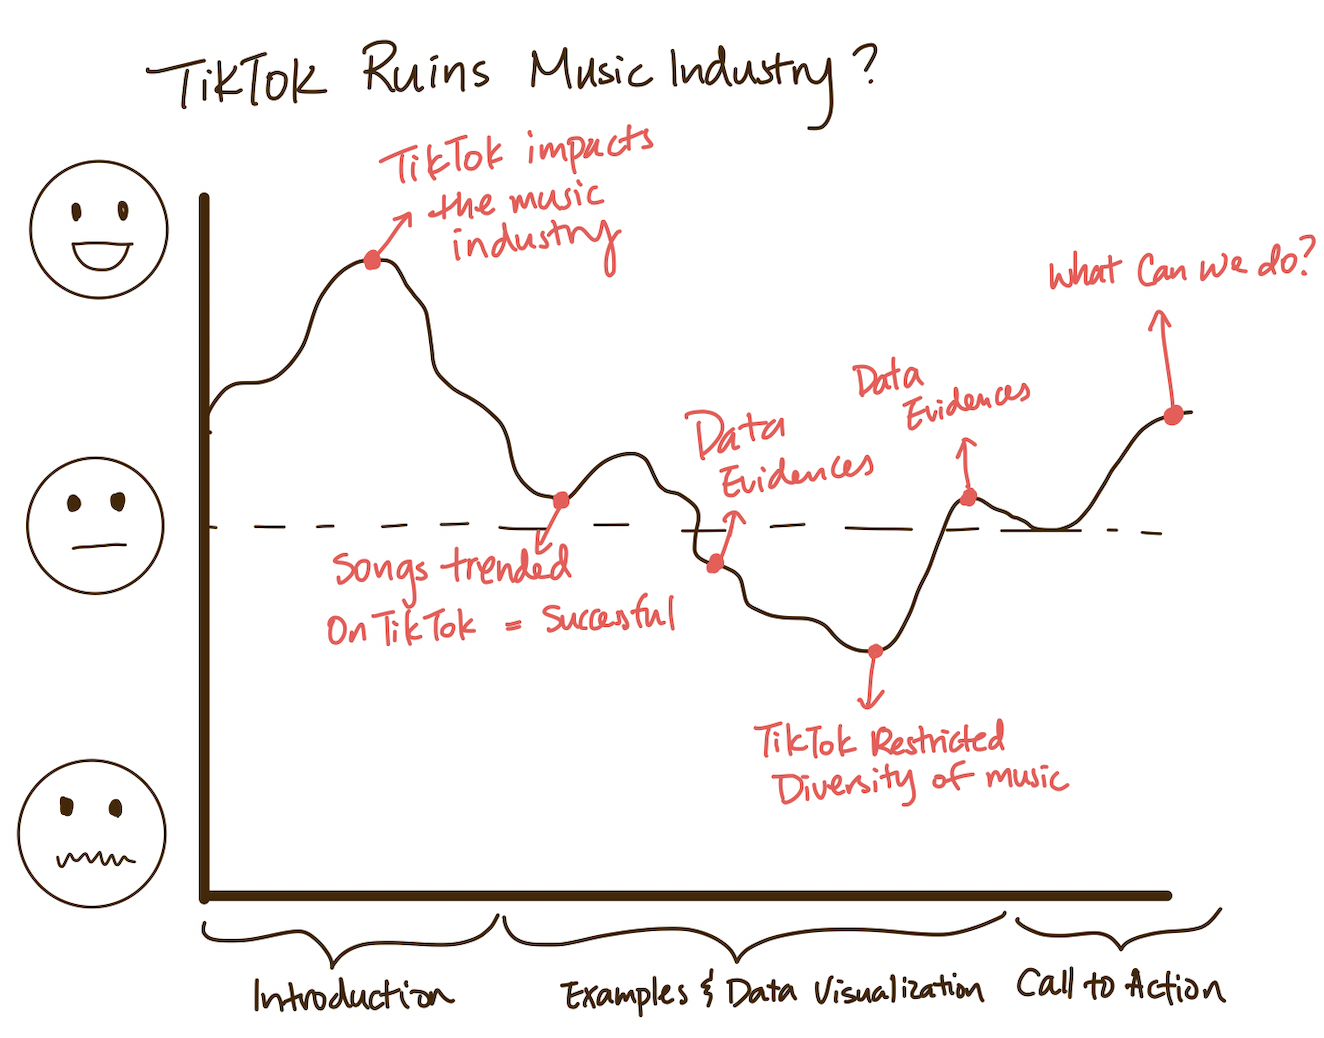 TikTok Ruins Music Industry?
TikTok impacts
the music
industry
What Can we do?
Data
Evidences
Data
Evidences
Songs trended
On TikTok = Successful
TikTok Restricted
Diversity of music
Introduction
Examples & Data Visualization
Call to Action